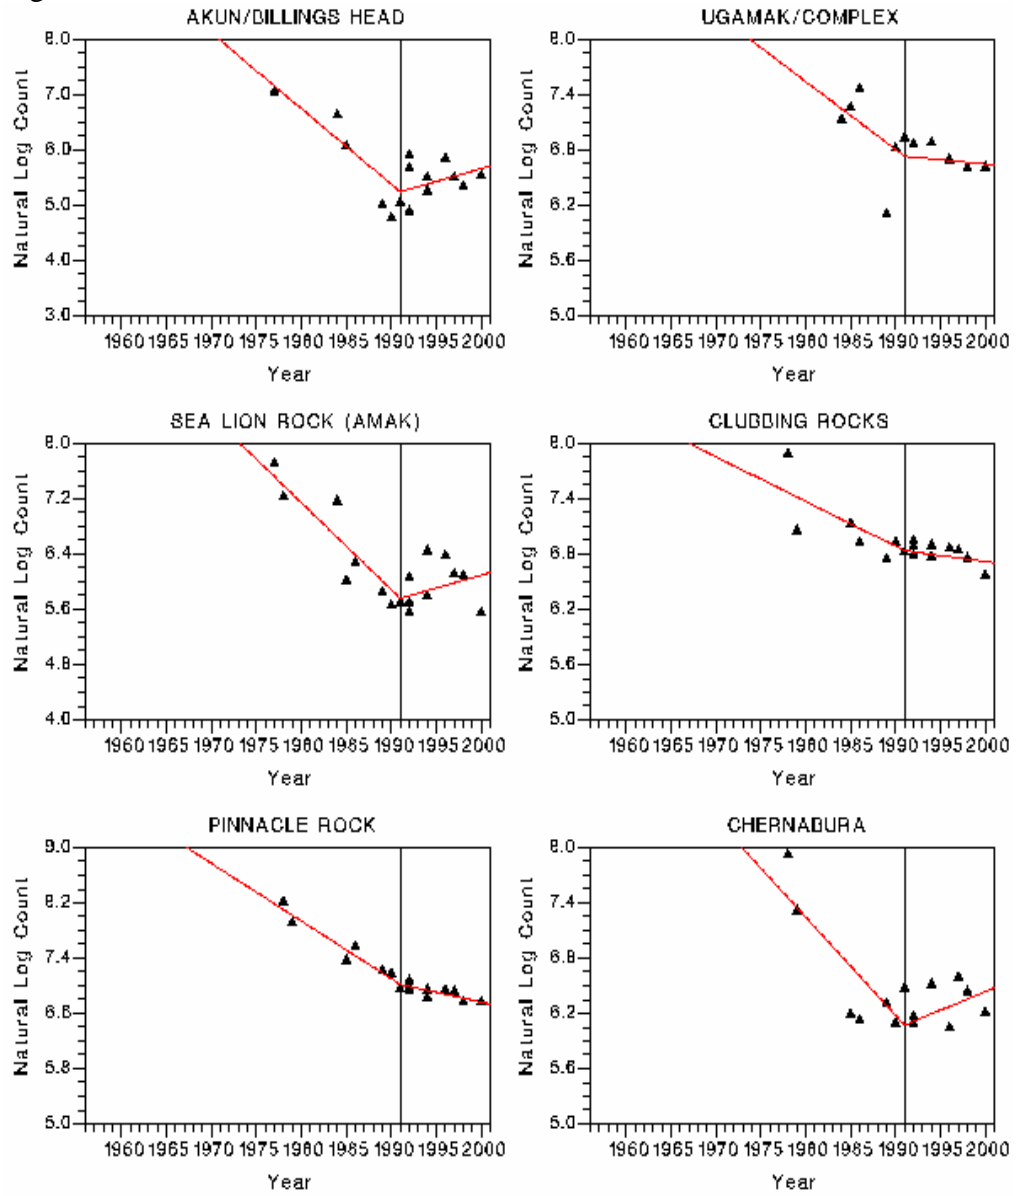 AKUN/BILLINGS HEAD
Natural Log Count
8.0
7.0
6.0
5.0
4.0
3.0
1960 1965 1970 1975 1980 1985 1990 1995 2000
Year
UGAMAK/COMPLEX
Natural Log Count
8.0
7.4
6.8
6.2
5.6
5.0
1960 1965 1970 1975 1980 1985 1990 1995 2000
Year
SEA LION ROCK (AMAK)
Natural Log Count
8.0
7.2
6.4
5.6
4.8
4.0
1960 1965 1970 1975 1980 1985 1990 1995 2000
Year
CLUBBING ROCKS
Natural Log Count
8.0
7.4
6.8
6.2
5.6
5.0
1960 1965 1970 1975 1980 1985 1990 1995 2000
Year
PINNACLE ROCK
Natural Log Count
9.0
8.2
7.4
6.6
5.8
5.0
1960 1965 1970 1975 1980 1985 1990 1995 2000
Year
CHERNABURA
Natural Log Count
8.0
7.4
6.8
6.2
5.6
5.0
1960 1965 1970 1975 1980 1985 1990 1995 2000
Year